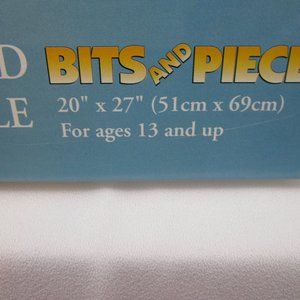 D
LE
BITS AND PIECE
20" x 27" (51cm x 69cm)
For ages 13 and up